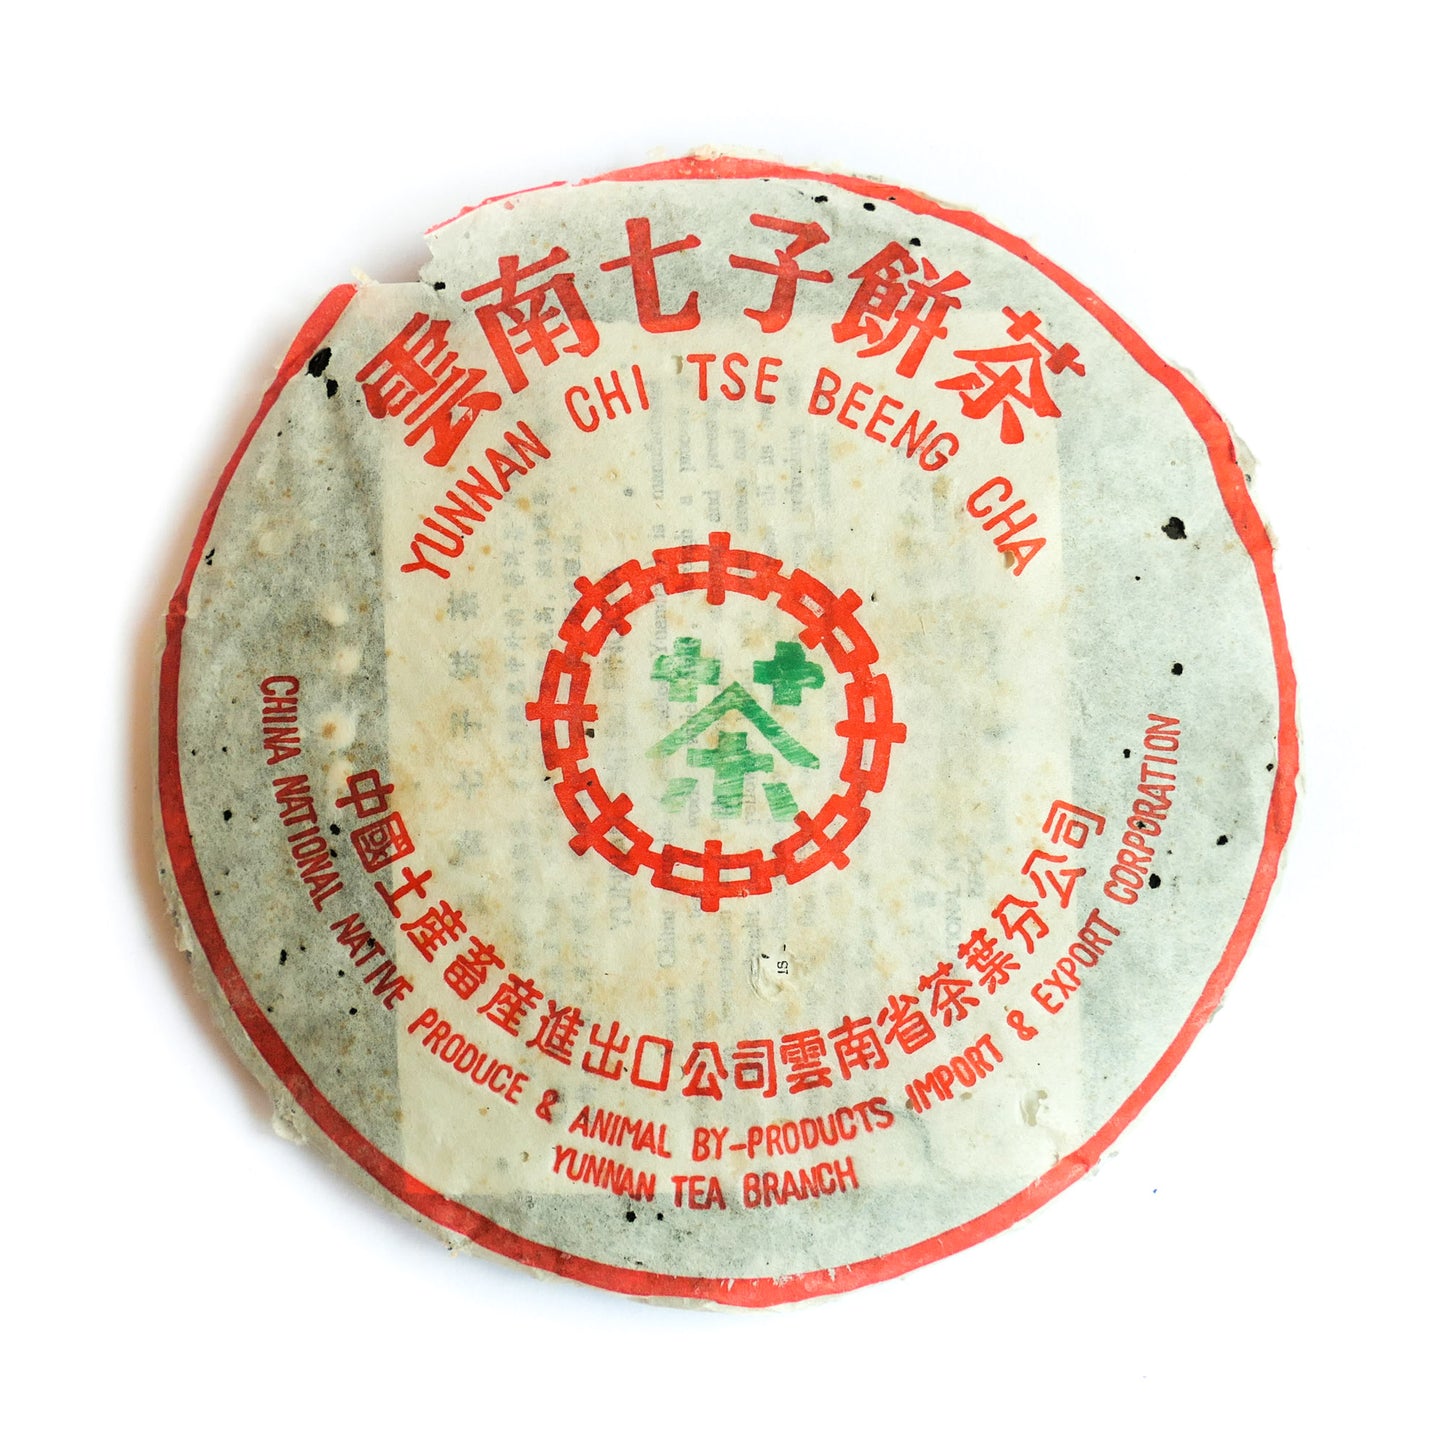 雲南七子餅茶
YUNNAN CHI TSE BEENG CHA
茶
中國土產畜產進出口公司雲南省茶葉分公司
CHINA NATIONAL NATIVE PRODUCE & ANIMAL BY-PRODUCTS IMPORT & EXPORT CORPORATION
YUNNAN TEA BRANCH